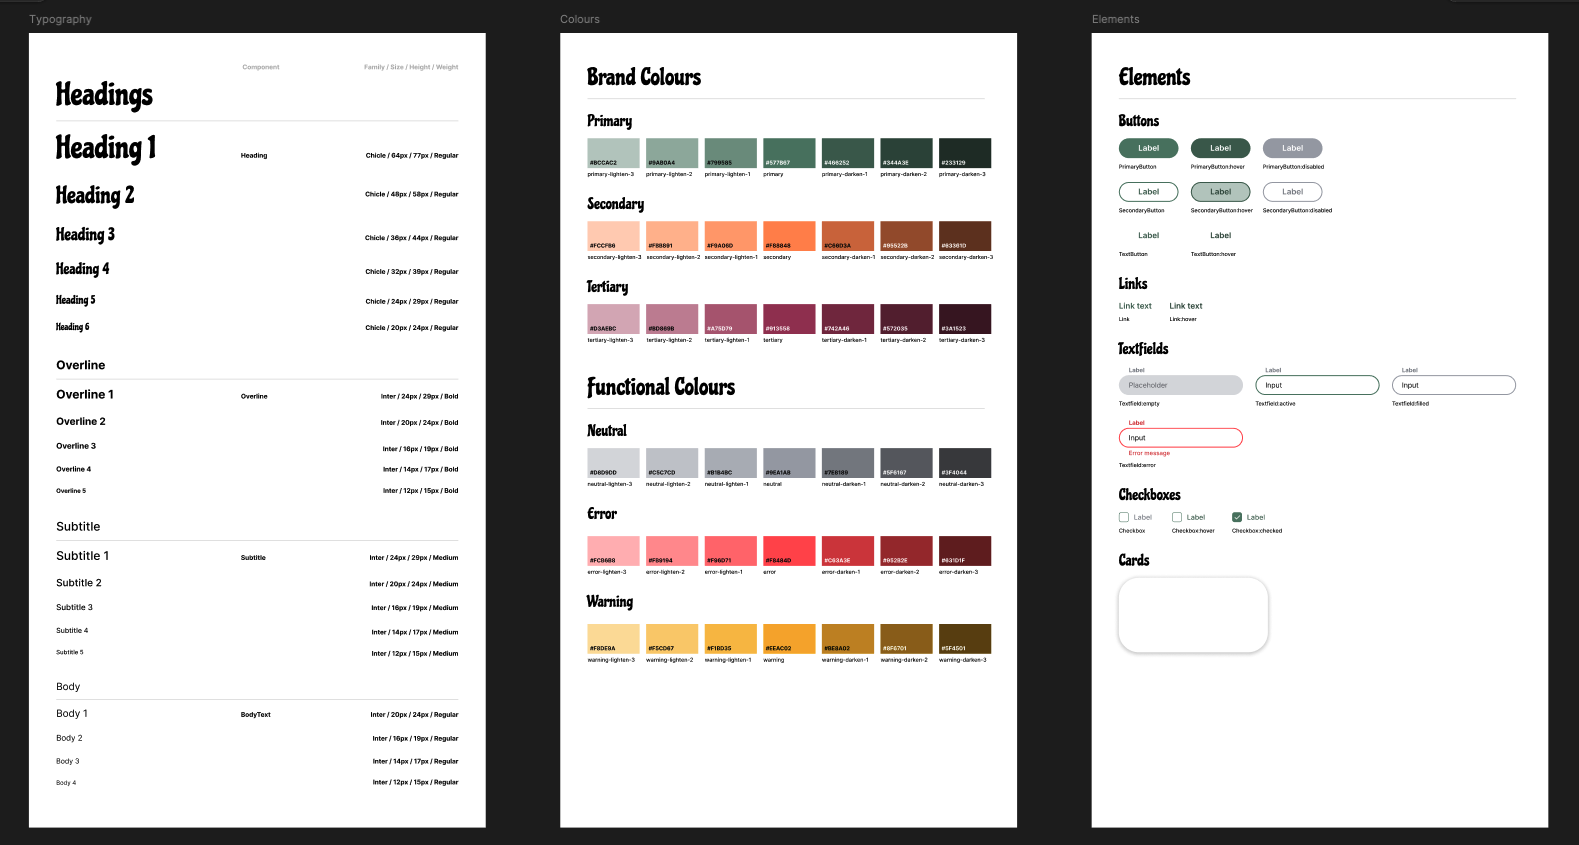 Typography
Component Family / Size / Height / Weight
Headings
Heading 1 Heading Chicle / 64px / 77px / Regular
Heading 2 Chicle / 48px / 58px / Regular
Heading 3 Chicle / 36px / 44px / Regular
Heading 4 Chicle / 32px / 39px / Regular
Heading 5 Chicle / 24px / 29px / Regular
Heading 6 Chicle / 20px / 24px / Regular
Overline
Overline 1 Overline Inter / 24px / 29px / Bold
Overline 2 Inter / 20px / 24px / Bold
Overline 3 Inter / 16px / 19px / Bold
Overline 4 Inter / 14px / 17px / Bold
Overline 5 Inter / 12px / 15px / Bold
Subtitle
Subtitle 1 Subtitle Inter / 24px / 29px / Medium
Subtitle 2 Inter / 20px / 24px / Medium
Subtitle 3 Inter / 16px / 19px / Medium
Subtitle 4 Inter / 14px / 17px / Medium
Subtitle 5 Inter / 12px / 15px / Medium
Body
Body 1 BodyText Inter / 20px / 24px / Regular
Body 2 Inter / 16px / 19px / Regular
Body 3 Inter / 14px / 17px / Regular
Body 4 Inter / 12px / 15px / Regular
Colours
Brand Colours
Primary
#BCCAC2 #9AB0A4 #799585 #577B67 #466252 #344A3E #233129
primary-lighten-3 primary-lighten-2 primary-lighten-1 primary primary-darken-1 primary-darken-2 primary-darken-3
Secondary
#FCCFB6 #FBB891 #F9A06D #F88848 #C66D3A #95522B #63361D
secondary-lighten-3 secondary-lighten-2 secondary-lighten-1 secondary secondary-darken-1 secondary-darken-2 secondary-darken-3
Tertiary
#D3AEBC #BD869B #A75D79 #913558 #742A46 #572035 #3A1523
tertiary-lighten-3 tertiary-lighten-2 tertiary-lighten-1 tertiary tertiary-darken-1 tertiary-darken-2 tertiary-darken-3
Functional Colours
Neutral
#D8D9DD #C5C7CD #B1B4BC #9EA1AB #5F6167 #3F4044
neutral-lighten-3 neutral-lighten-2 neutral-lighten-1 neutral neutral-darken-1 neutral-darken-2 neutral-darken-3
Error
#FCB6B8 #FB9194 #F96D71 #F8484D #C63A3E #952B2E #631D1F
error-lighten-3 error-lighten-2 error-lighten-1 error error-darken-1 error-darken-2 error-darken-3
Warning
#F8DE9A #F5CD67 #F1BD35 #EEAC02 #BE8A02 #8F6701 #5F4501
warning-lighten-3 warning-lighten-2 warning-lighten-1 warning warning-darken-1 warning-darken-2 warning-darken-3
Elements
Elements
Buttons
Label Label Label
PrimaryButton PrimaryButton:hover PrimaryButton:disabled
Label Label Label
SecondaryButton SecondaryButton:hover SecondaryButton:disabled
Label Label
TextButton TextButton:hover
Links
Link text Link text
Link Link:hover
Textfields
Label Label Label
Placeholder Input Input
Textfield:empty Textfield:active Textfield:filled
Label
Input
Error message
Textfield:error
Checkboxes
Label Label Label
Checkbox Checkbox:hover Checkbox:checked
Cards